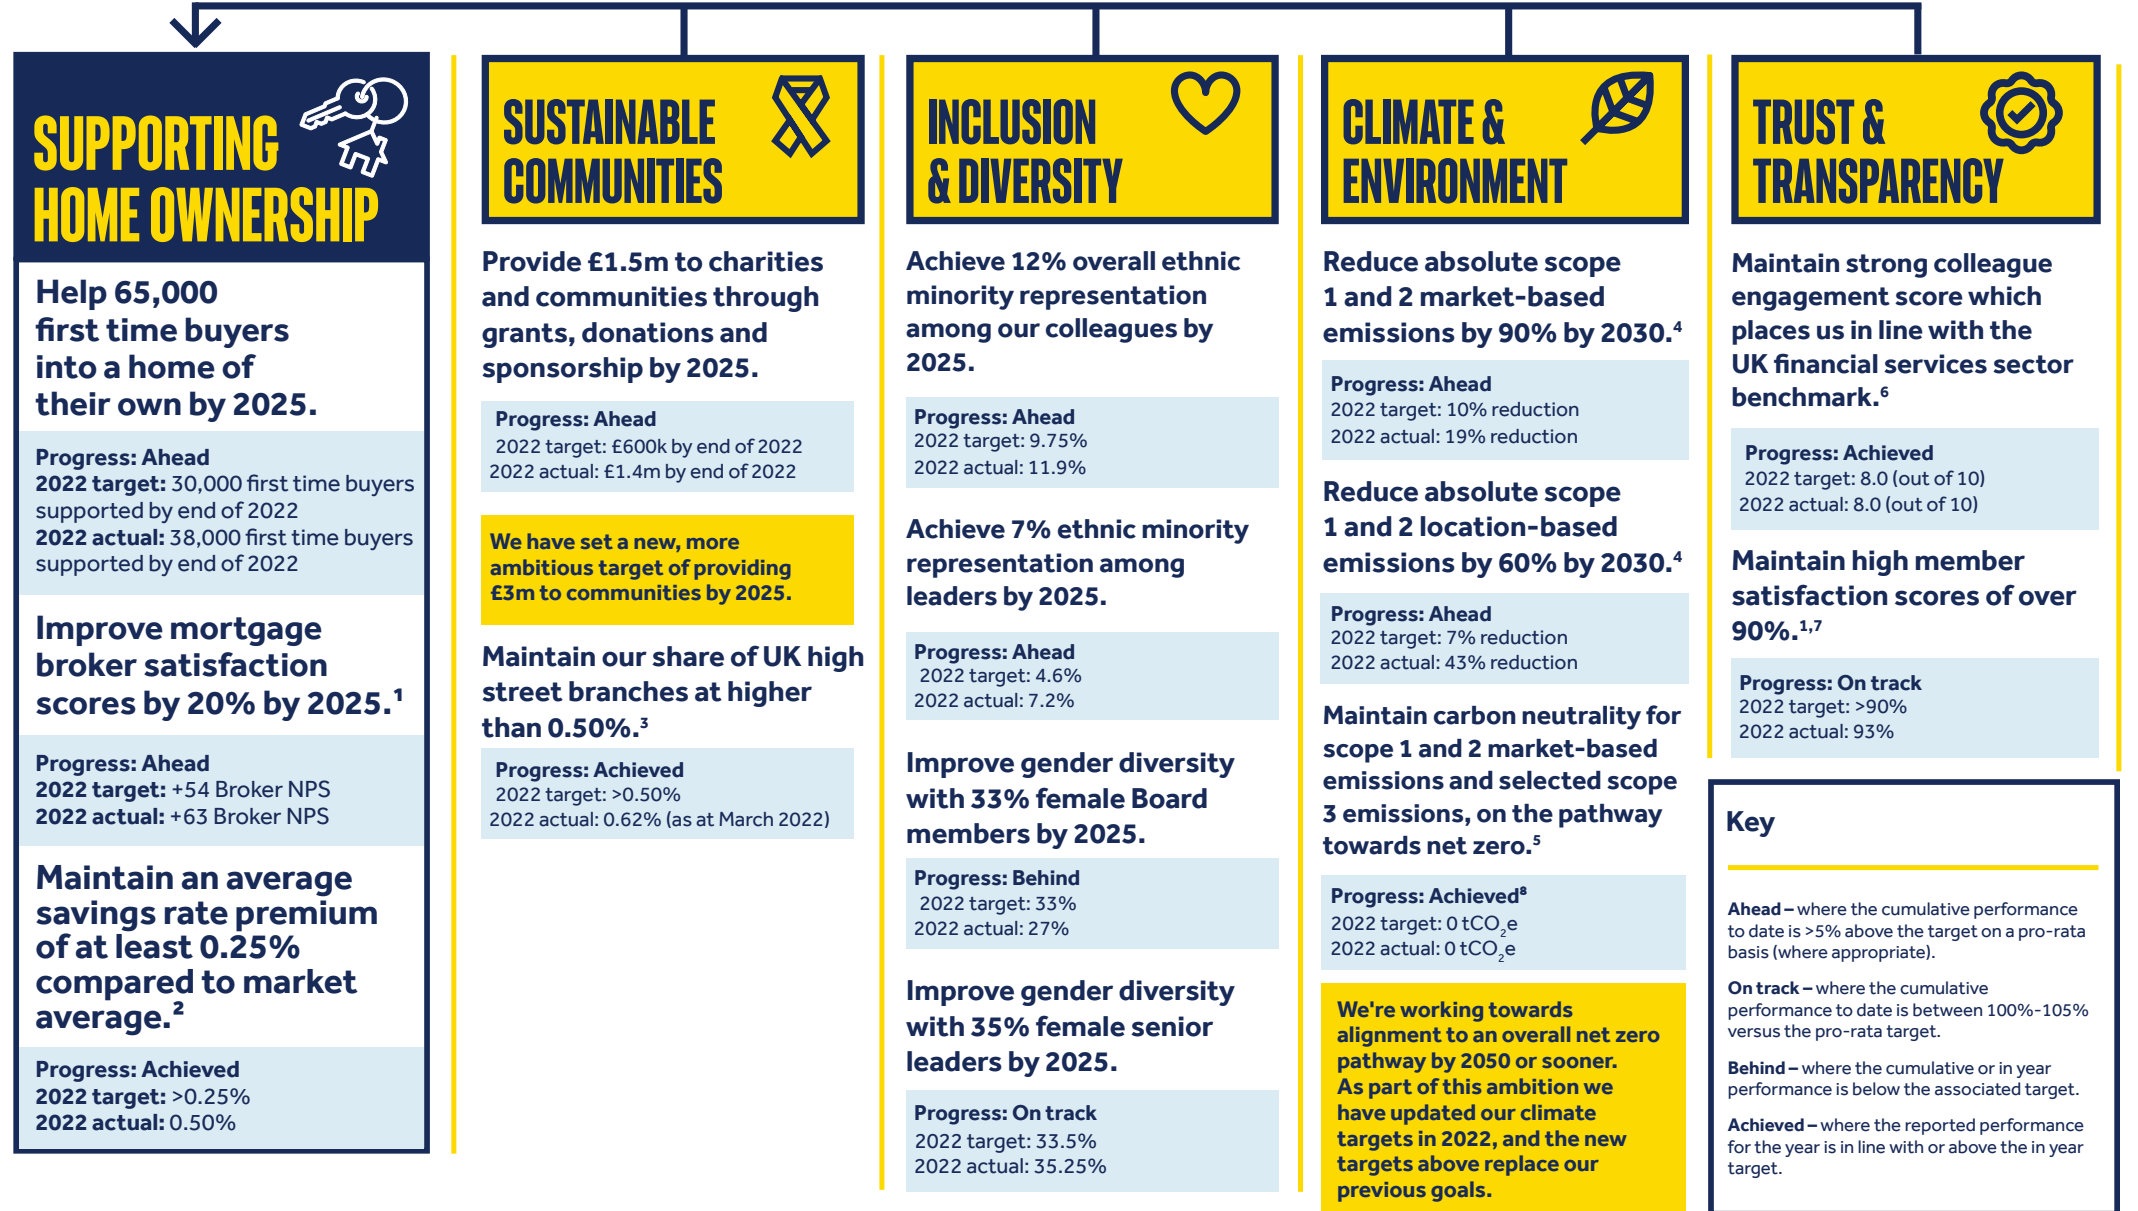 SUPPORTING
HOME OWNERSHIP
Help 65,000
first time buyers
into a home of
their own by 2025.
Progress: Ahead
2022 target: 30,000 first time buyers
supported by end of 2022
2022 actual: 38,000 first time buyers
supported by end of 2022
Improve mortgage
broker satisfaction
scores by 20% by 2025.¹
Progress: Ahead
2022 target: +54 Broker NPS
2022 actual: +63 Broker NPS
Maintain an average
savings rate premium
of at least 0.25%
compared to market
average.²
Progress: Achieved
2022 target: >0.25%
2022 actual: 0.50%
SUSTAINABLE
COMMUNITIES
Provide £1.5m to charities
and communities through
grants, donations and
sponsorship by 2025.
Progress: Ahead
2022 target: £600k by end of 2022
2022 actual: £1.4m by end of 2022
We have set a new, more
ambitious target of providing
£3m to communities by 2025.
Maintain our share of UK high
street branches at higher
than 0.50%.³
Progress: Achieved
2022 target: >0.50%
2022 actual: 0.62% (as at March 2022)
INCLUSION
& DIVERSITY
Achieve 12% overall ethnic
minority representation
among our colleagues by
2025.
Progress: Ahead
2022 target: 9.75%
2022 actual: 11.9%
Achieve 7% ethnic minority
representation among
leaders by 2025.
Progress: Ahead
2022 target: 4.6%
2022 actual: 7.2%
Improve gender diversity
with 33% female Board
members by 2025.
Progress: Behind
2022 target: 33%
2022 actual: 27%
Improve gender diversity
with 35% female senior
leaders by 2025.
Progress: On track
2022 target: 33.5%
2022 actual: 35.25%
CLIMATE &
ENVIRONMENT
Reduce absolute scope
1 and 2 market-based
emissions by 90% by 2030.⁴
Progress: Ahead
2022 target: 10% reduction
2022 actual: 19% reduction
Reduce absolute scope
1 and 2 location-based
emissions by 60% by 2030.⁴
Progress: Ahead
2022 target: 7% reduction
2022 actual: 43% reduction
Maintain carbon neutrality for
scope 1 and 2 market-based
emissions and selected scope
3 emissions, on the pathway
towards net zero.⁵
Progress: Achieved⁸
2022 target: 0 tCO₂e
2022 actual: 0 tCO₂e
We're working towards
alignment to an overall net zero
pathway by 2050 or sooner.
As part of this ambition we
have updated our climate
targets in 2022, and the new
targets above replace our
previous goals.
TRUST &
TRANSPARENCY
Maintain strong colleague
engagement score which
places us in line with the
UK financial services sector
benchmark.⁶
Progress: Achieved
2022 target: 8.0 (out of 10)
2022 actual: 8.0 (out of 10)
Maintain high member
satisfaction scores of over
90%.¹,⁷
Progress: On track
2022 target: >90%
2022 actual: 93%
Key
Ahead – where the cumulative performance
to date is >5% above the target on a pro-rata
basis (where appropriate).
On track – where the cumulative
performance to date is between 100%-105%
versus the pro-rata target.
Behind – where the cumulative or in year
performance is below the associated target.
Achieved – where the reported performance
for the year is in line with or above the in year
target.